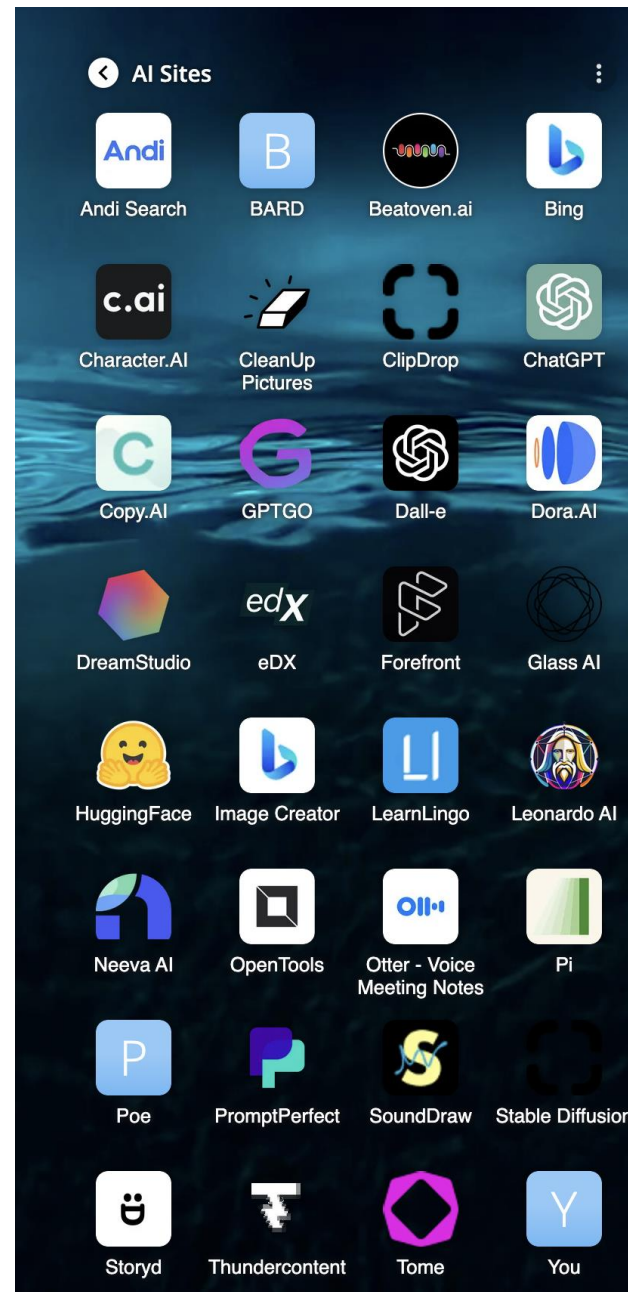 AI Sites
Andi
B
Andi Search
BARD
Beatoven.ai
Bing
c.ai
Character.AI
CleanUp
Pictures
ClipDrop
ChatGPT
C
G
Copy.AI
GPTGO
Dall-e
Dora.AI
edX
DreamStudio
eDX
Forefront
Glass AI
LI
HuggingFace
Image Creator
LearnLingo
Leonardo AI
Neeva AI
OpenTools
Otter - Voice
Meeting Notes
Pi
P
S
Poe
PromptPerfect
SoundDraw
Stable Diffusion
Y
Storyd
Thundercontent
Tome
You